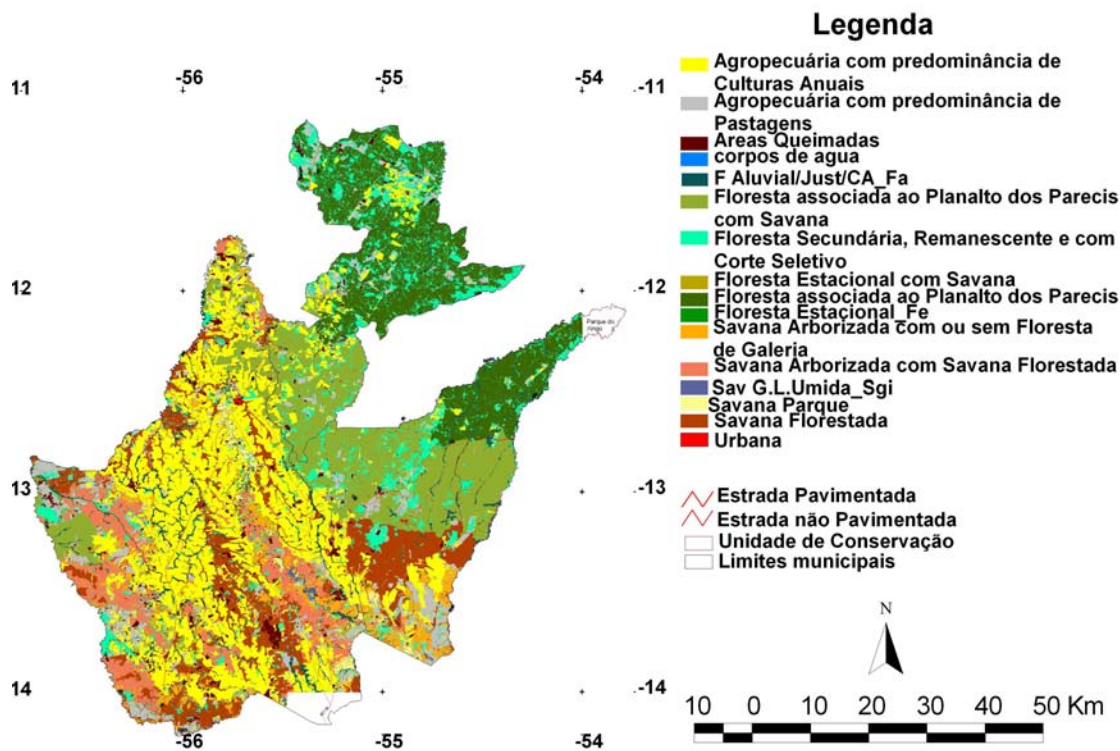 Legenda
-56 -55 -54
11 -11
Agropecuária com predominância de
Culturas Anuais
Agropecuária com predominância de
Pastagens
Areas Queimadas
corpos de agua
F Aluvial/Just/CA_Fa
Floresta associada ao Planalto dos Parecis
com Savana
Floresta Secundária, Remanescente e com
Corte Seletivo
Floresta Estacional com Savana
Floresta associada ao Planalto dos Parecis
Floresta Estacional_Fe
Savana Arborizada com ou sem Floresta
de Galeria
Savana Arborizada com Savana Florestada
Sav G.L.Umida_Sgi
Savana Parque
Savana Florestada
Urbana
12 -12
Parque do
13 -13
Estrada Pavimentada
Estrada não Pavimentada
Unidade de Conservação
Limites municipais
N
14 -14
-56 -55 -54
10 0 10 20 30 40 50 Km